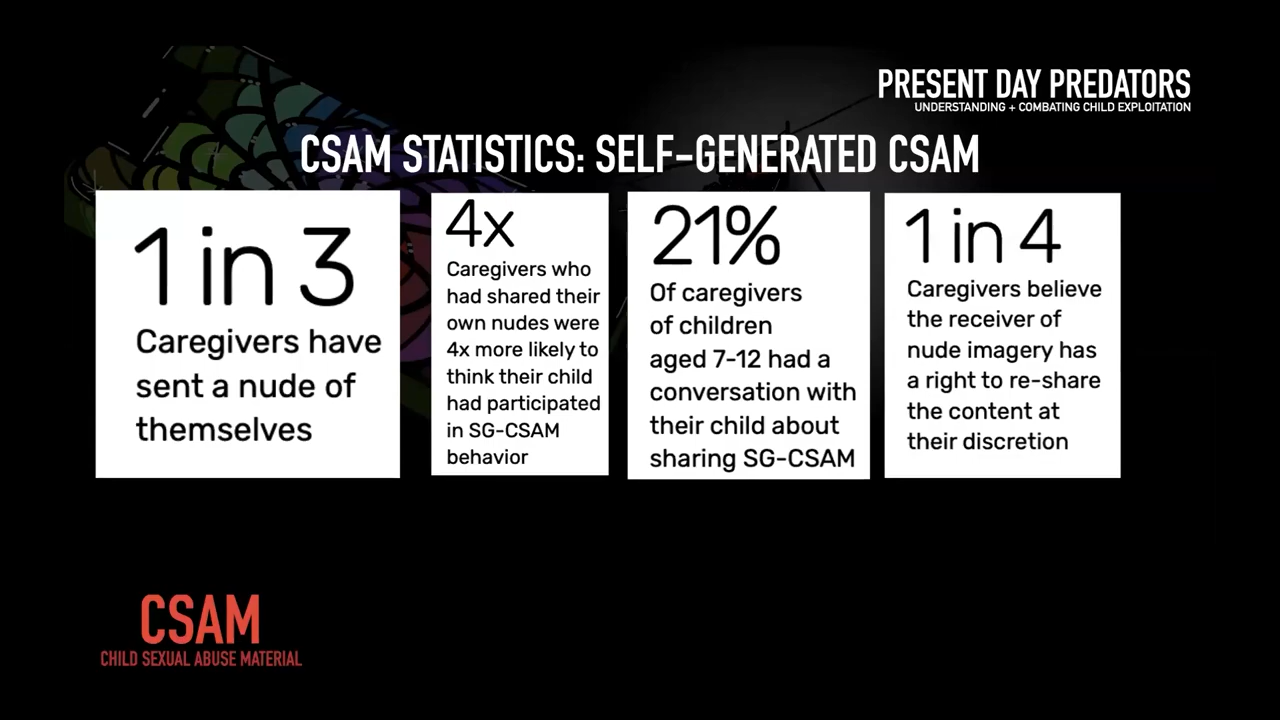 PRESENT DAY PREDATORS
UNDERSTANDING + COMBATING CHILD EXPLOITATION
CSAM STATISTICS: SELF-GENERATED CSAM
1 in 3
Caregivers have
sent a nude of
themselves
4x
Caregivers who
had shared their
own nudes were
4x more likely to
think their child
had participated
in SG-CSAM
behavior
21%
Of caregivers
of children
aged 7-12 had a
conversation with
their child about
sharing SG-CSAM
1 in 4
Caregivers believe
the receiver of
nude imagery has
a right to re-share
the content at
their discretion
CSAM
CHILD SEXUAL ABUSE MATERIAL